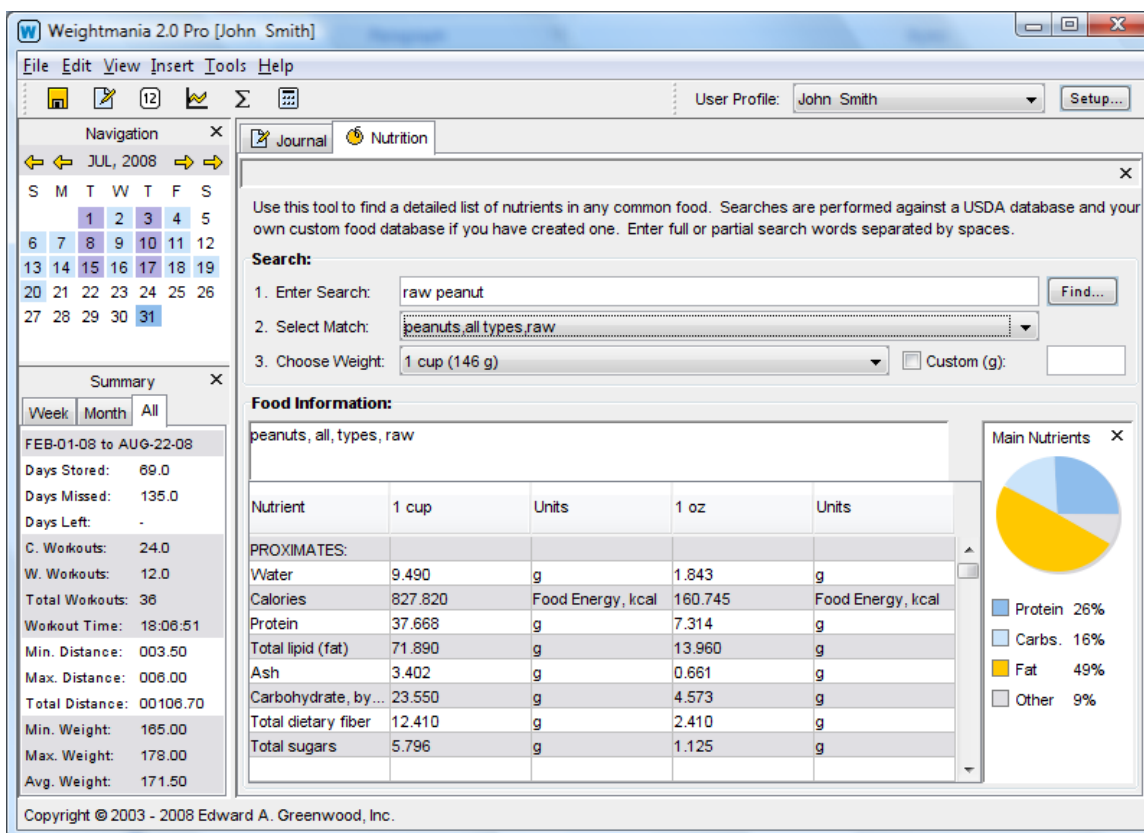 Weightmania 2.0 Pro [John Smith]
File Edit View Insert Tools Help
12
User Profile: John Smith Setup...
Navigation
JUL, 2008
S M T W T F S
1 2 3 4 5
6 7 8 9 10 11 12
13 14 15 16 17 18 19
20 21 22 23 24 25 26
27 28 29 30 31
Summary
Week Month All
FEB-01-08 to AUG-22-08
Days Stored: 69.0
Days Missed: 135.0
Days Left: -
C. Workouts: 24.0
W. Workouts: 12.0
Total Workouts: 36
Workout Time: 18:06:51
Min. Distance: 003.50
Max. Distance: 006.00
Total Distance: 00106.70
Min. Weight: 165.00
Max. Weight: 178.00
Avg. Weight: 171.50
Journal Nutrition
Use this tool to find a detailed list of nutrients in any common food. Searches are performed against a USDA database and your
own custom food database if you have created one. Enter full or partial search words separated by spaces.
Search:
1. Enter Search: raw peanut Find...
2. Select Match: peanuts,all types,raw
3. Choose Weight: 1 cup (146 g) Custom (g):
Food Information:
peanuts, all, types, raw
Nutrient 1 cup Units 1 oz Units
PROXIMATES:
Water 9.490 g 1.843 g
Calories 827.820 Food Energy, kcal 160.745 Food Energy, kcal
Protein 37.668 g 7.314 g
Total lipid (fat) 71.890 g 13.960 g
Ash 3.402 g 0.661 g
Carbohydrate, by... 23.550 g 4.573 g
Total dietary fiber 12.410 g 2.410 g
Total sugars 5.796 g 1.125 g
Main Nutrients
Protein 26%
Carbs. 16%
Fat 49%
Other 9%
Copyright © 2003 - 2008 Edward A. Greenwood, Inc.